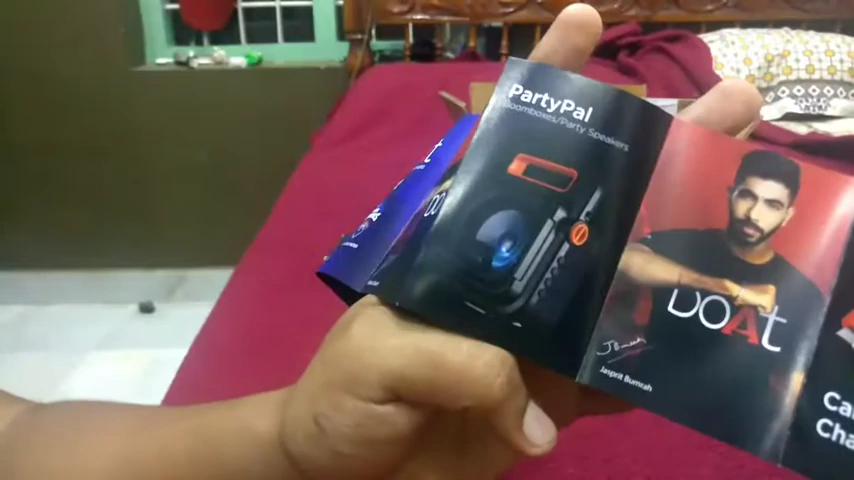 PartyPal
Boomboxes/Party Speakers
boAt
Jasprit Bumrah
Ca
Cha